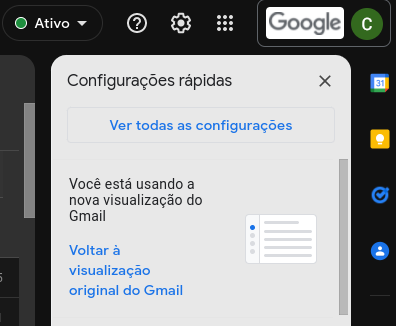 Ativo
Google
C
Configurações rápidas
Ver todas as configurações
31
Você está usando a
nova visualização do
Gmail
Voltar à
visualização
original do Gmail